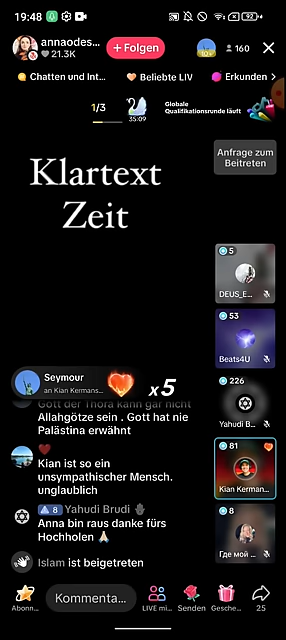 19:48
92
annaodes...
21.3K
+ Folgen
10
160
Chatten und Int...
Beliebte LIV
Erkunden
1/3
35:09
Globale
Qualifikationsrunde läuft
Klartext
Zeit
Anfrage zum
Beitreten
5
DEUS_E...
53
Beats4U
226
Yahudi B...
81
Kian Kerman...
8
Где мой ...
Seymour
an Kian Kermans...
x5
Gott der Thora kann gar nicht
Allahgötze sein . Gott hat nie
Palästina erwähnt
Kian ist so ein
unsympathischer Mensch.
unglaublich
8 Yahudi Brudi
Anna bin raus danke fürs
Hochholen
Islam ist beigetreten
Abonn...
Kommenta...
LIVE mi...
Senden
Gesche...
25